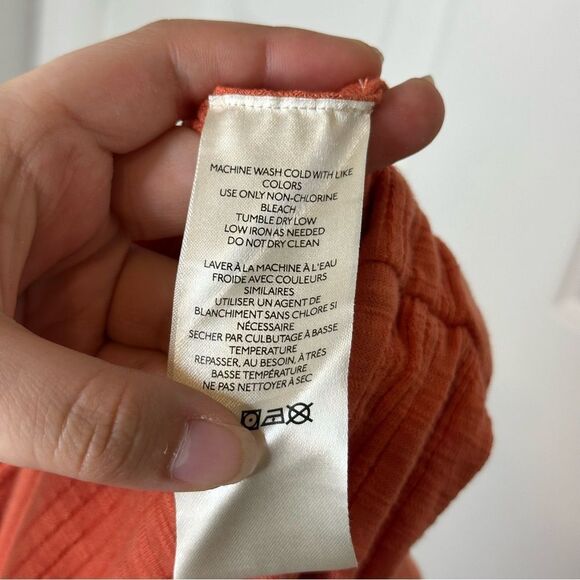 MACHINE WASH COLD WITH LIKE
COLORS
USE ONLY NON-CHLORINE
BLEACH
TUMBLE DRY LOW
LOW IRON AS NEEDED
DO NOT DRY CLEAN
LAVER À LA MACHINE À L'EAU
FROIDE AVEC COULEURS
SIMILAIRES
UTILISER UN AGENT DE
BLANCHIMENT SANS CHLORE SI
NÉCESSAIRE
SECHER PAR CULBUTAGE À BASSE
TEMPERATURE
REPASSER, AU BESOIN, À TRÉS
BASSE TEMPÉRATURE
NE PAS NETTOYER À SEC